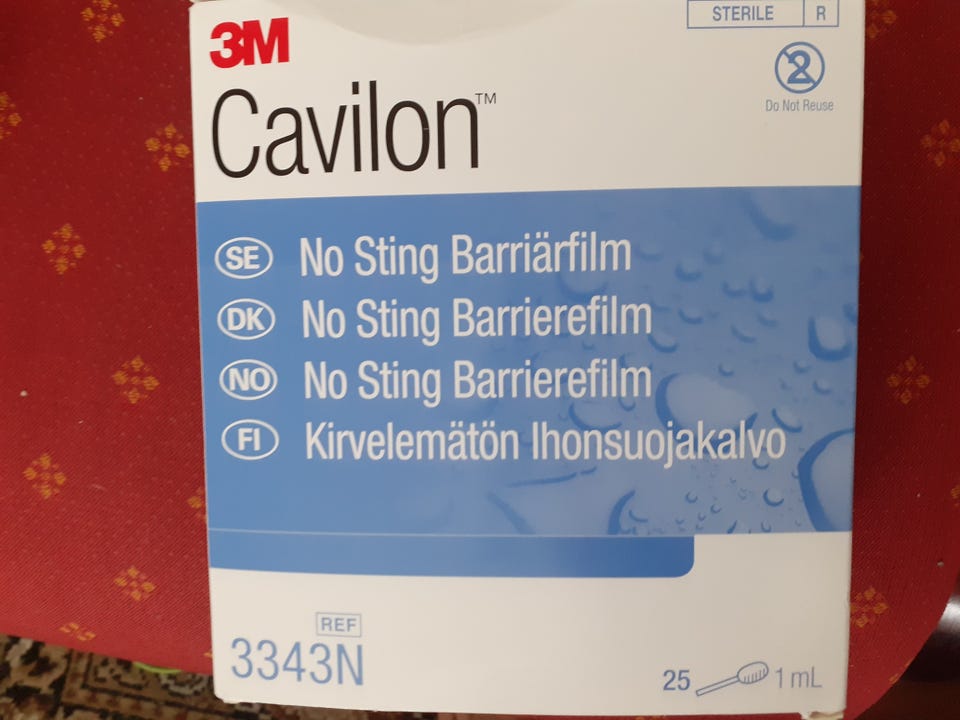 3M
STERILE R
2
Do Not Reuse
Cavilon™
SE No Sting Barriärfilm
DK No Sting Barrierefilm
NO No Sting Barrierefilm
FI Kirvelemätön Ihonsuojakalvo
REF
3343N
25 1 mL